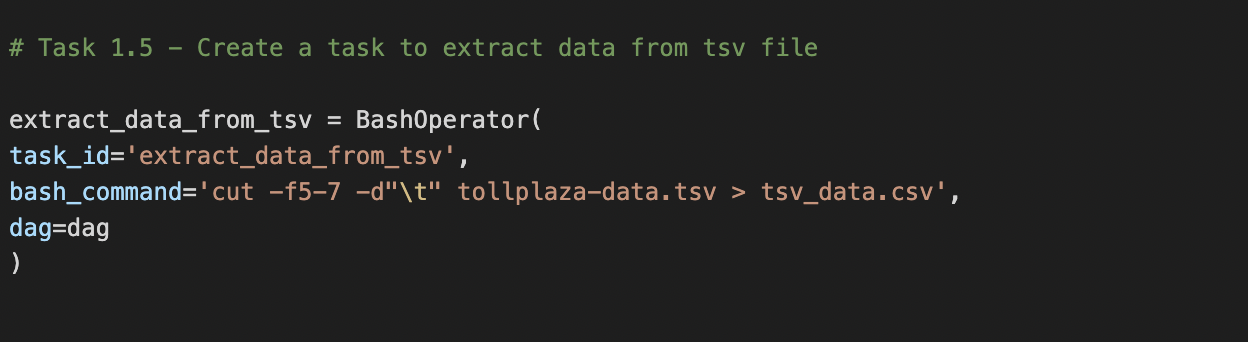 # Task 1.5 – Create a task to extract data from tsv file
extract_data_from_tsv = BashOperator(
task_id='extract_data_from_tsv',
bash_command='cut -f5-7 -d"\t" tollplaza-data.tsv > tsv_data.csv',
dag=dag
)